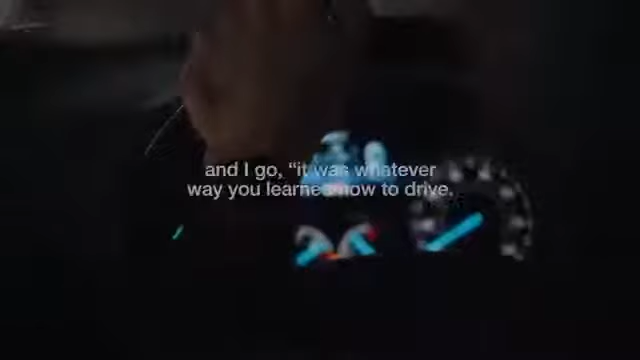 and I go, “it was whatever
way you learned how to drive.